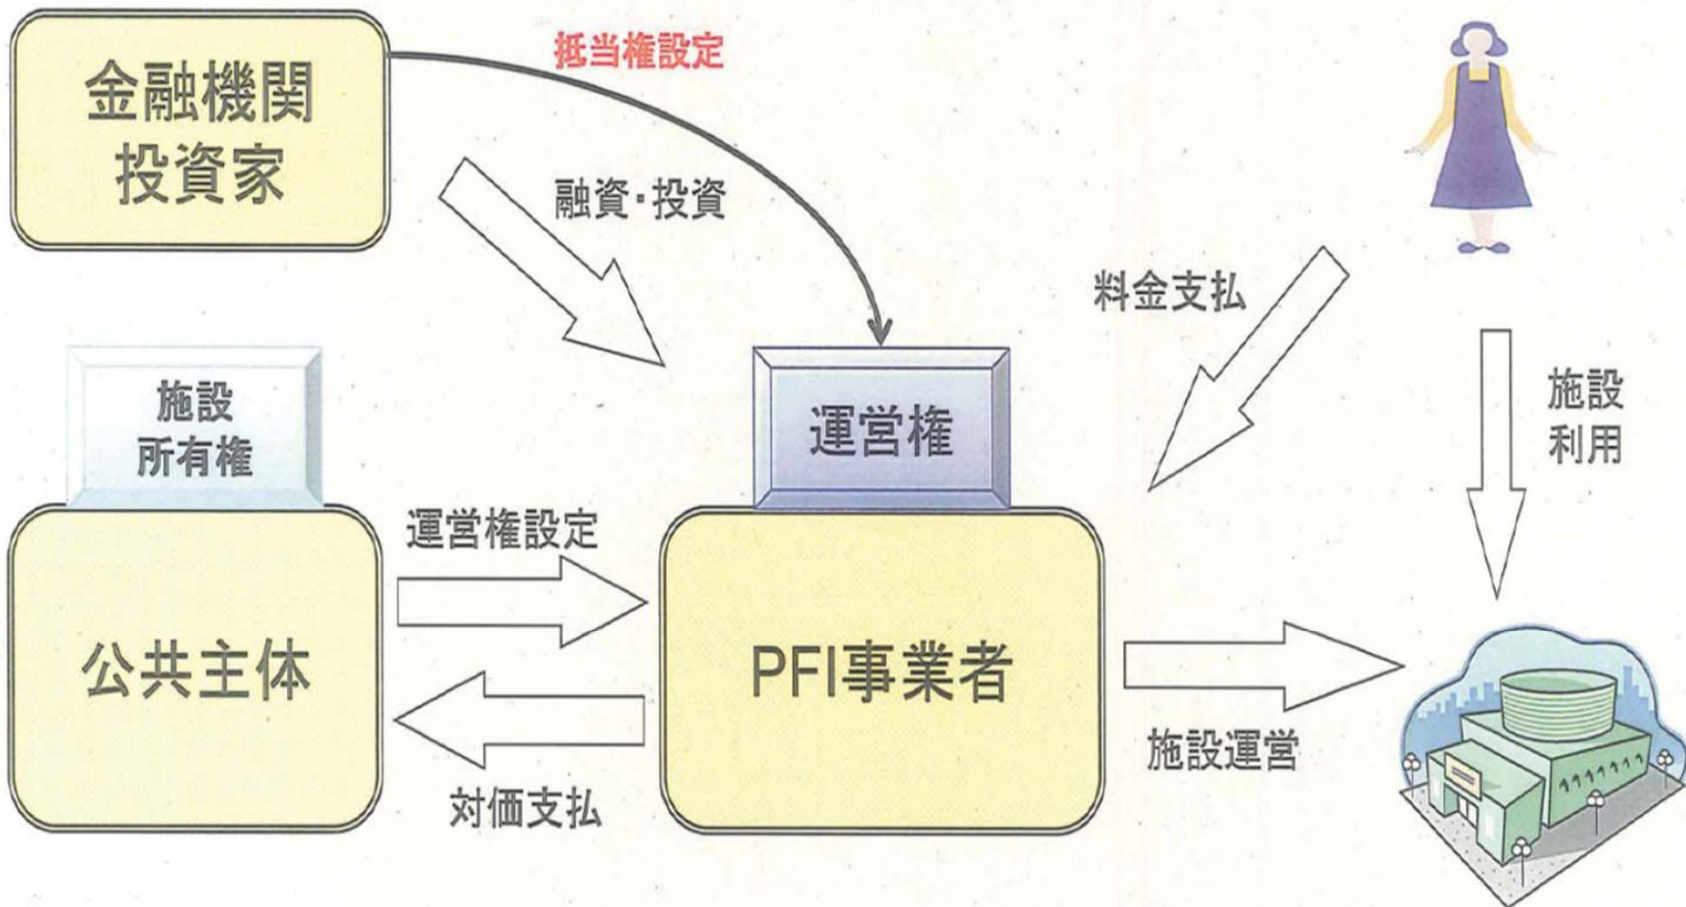 金融機関
投資家
抵当権設定
融資・投資
料金支払
施設
利用
施設
所有権
運営権
運営権設定
公共主体
PFI事業者
対価支払
施設運営